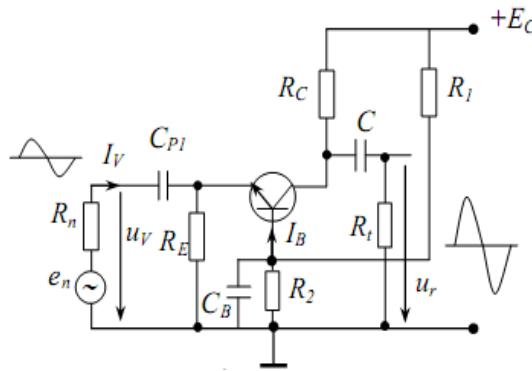 +E_C
R_C
R_1
C_P1
C
I_V
R_n
u_V
R_E
I_B
R_t
e_n
~
C_B
R_2
u_r